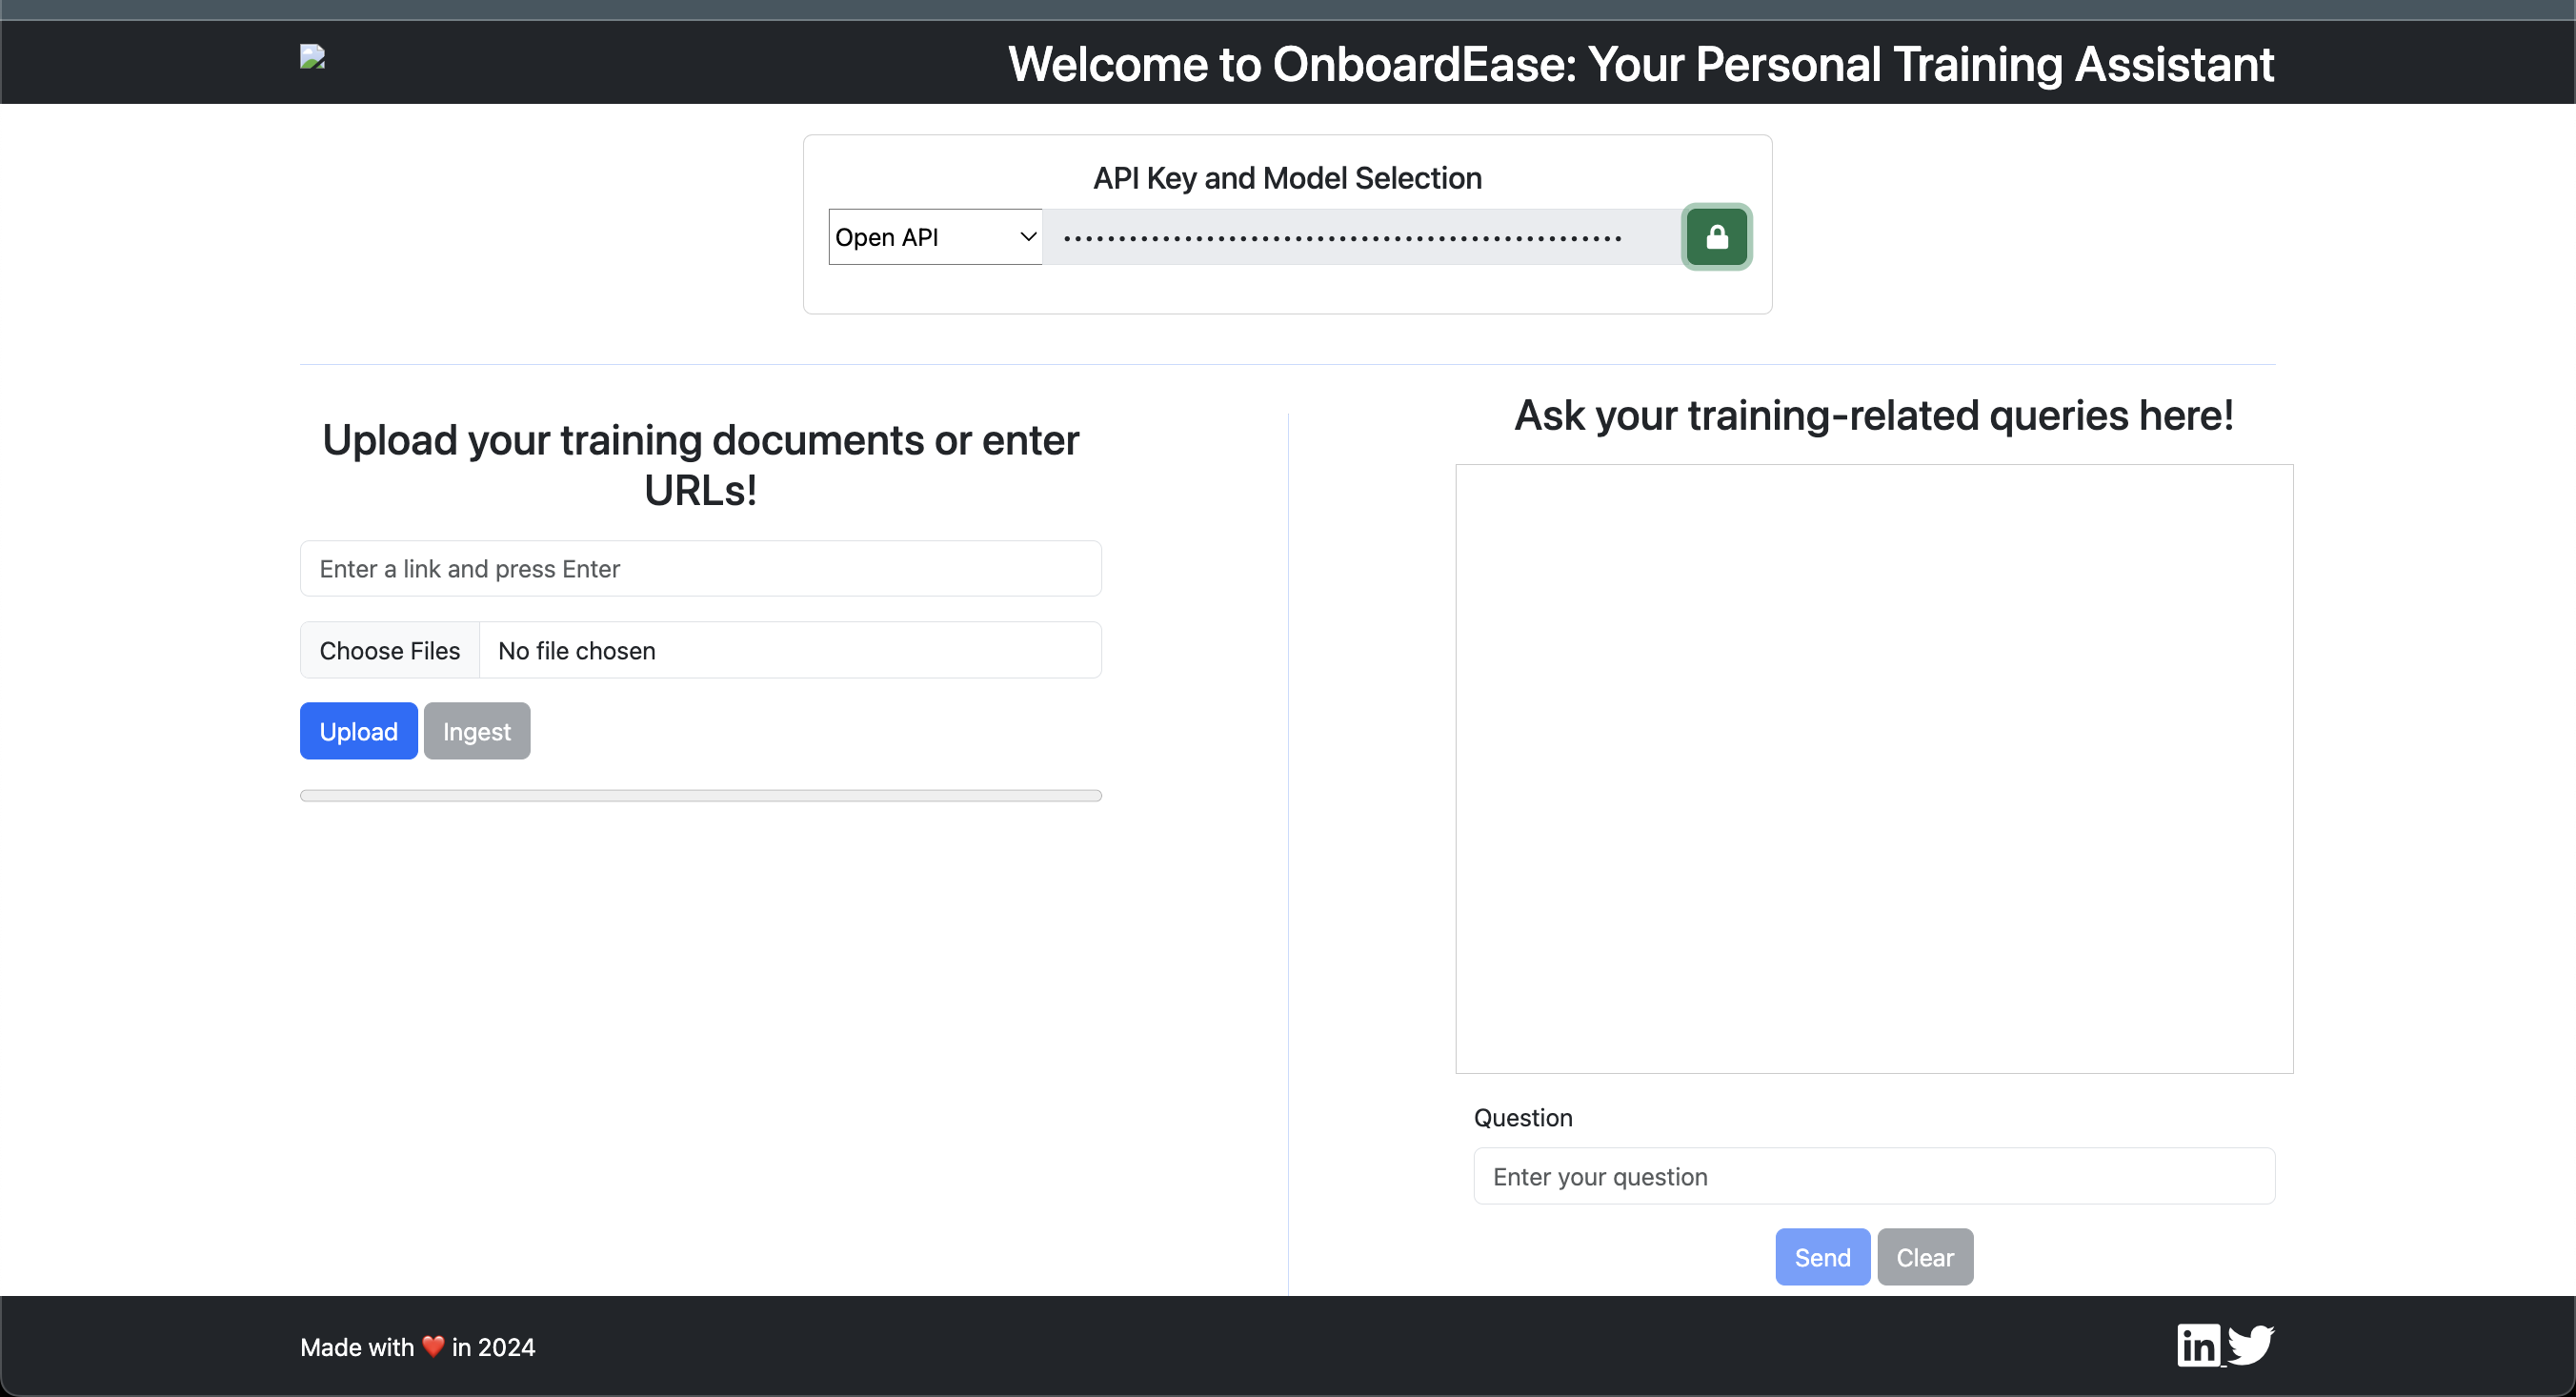 Welcome to OnboardEase: Your Personal Training Assistant
API Key and Model Selection
Open API
Upload your training documents or enter
URLs!
Enter a link and press Enter
Choose Files No file chosen
Upload Ingest
Ask your training-related queries here!
Question
Enter your question
Send Clear
Made with ❤️ in 2024
in